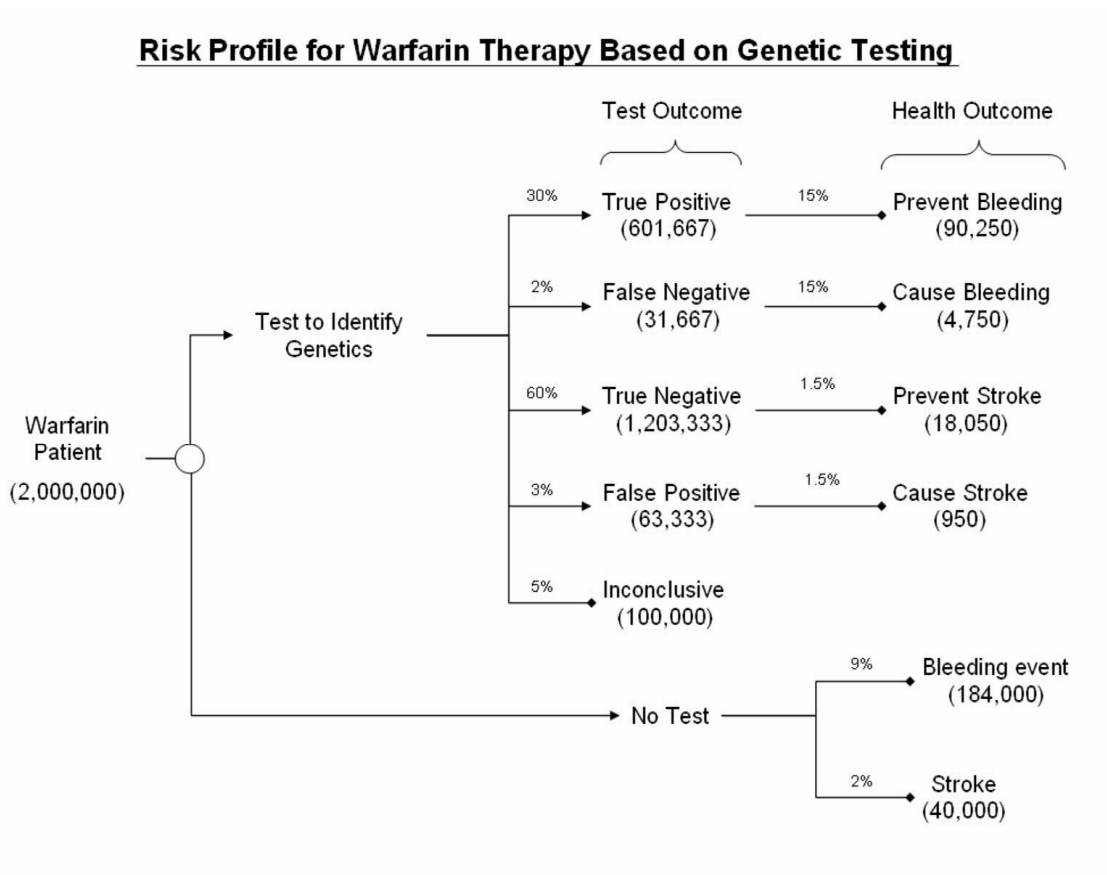 Risk Profile for Warfarin Therapy Based on Genetic Testing
Test Outcome
Health Outcome
30%
True Positive
(601,667)
15%
Prevent Bleeding
(90,250)
2%
False Negative
(31,667)
15%
Cause Bleeding
(4,750)
Test to Identify
Genetics
60%
True Negative
(1,203,333)
1.5%
Prevent Stroke
(18,050)
Warfarin
Patient
(2,000,000)
3%
False Positive
(63,333)
1.5%
Cause Stroke
(950)
5%
Inconclusive
(100,000)
No Test
9%
Bleeding event
(184,000)
2%
Stroke
(40,000)